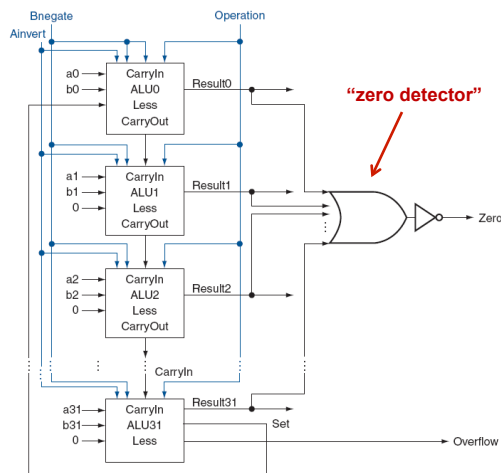 Bnegate
Operation
Ainvert
a0
b0
CarryIn
ALU0
Less
CarryOut
Result0
"zero detector"
a1
b1
0
CarryIn
ALU1
Less
CarryOut
Result1
Zero
a2
b2
0
CarryIn
ALU2
Less
CarryOut
Result2
CarryIn
a31
b31
0
CarryIn
ALU31
Less
Result31
Set
Overflow